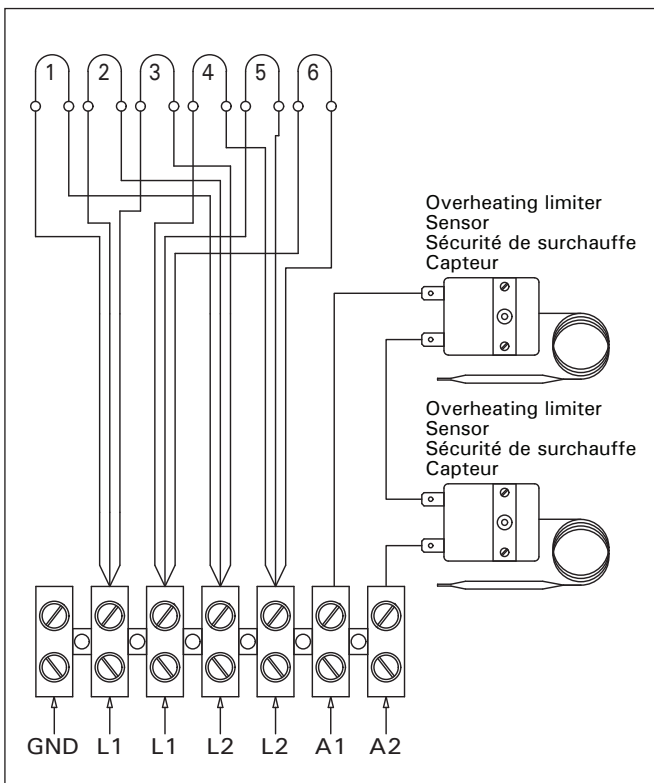 1 2 3 4 5 6
Overheating limiter
Sensor
Sécurité de surchauffe
Capteur
Overheating limiter
Sensor
Sécurité de surchauffe
Capteur
GND L1 L1 L2 L2 A1 A2